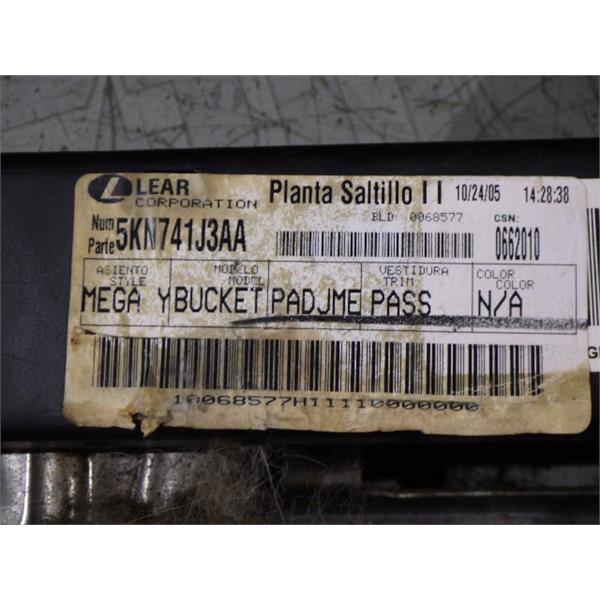 LEAR
CORPORATION
Planta Saltillo II 10/24/05 14:28:38
BLD: 0068577 CSN:
Num
Parte 5KN741J3AA 0662010
ASIENTO MODELO VESTIDURA COLOR
STYLE MODEL TRIM COLOR
MEGA YBUCKET PADJME PASS N/A
10068577H11110000000